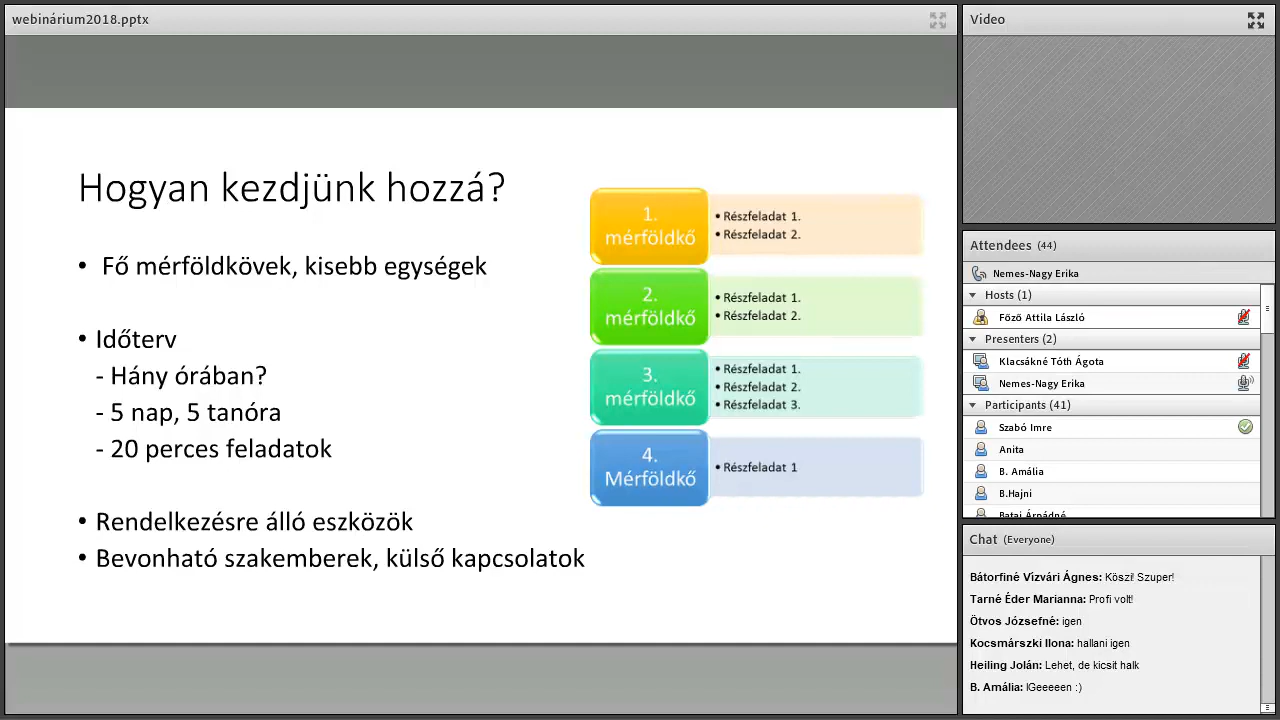 webinárium2018.pptx
Hogyan kezdjünk hozzá?
• Fő mérföldkövek, kisebb egységek
• Időterv
- Hány órában?
- 5 nap, 5 tanóra
- 20 perces feladatok
• Rendelkezésre álló eszközök
• Bevonható szakemberek, külső kapcsolatok
1.
mérföldkő
• Részfeladat 1.
• Részfeladat 2.
2.
mérföldkő
• Részfeladat 1.
• Részfeladat 2.
3.
mérföldkő
• Részfeladat 1.
• Részfeladat 2.
• Részfeladat 3.
4.
Mérföldkő
• Részfeladat 1
Video
Attendees (44)
Nemes-Nagy Erika
Hosts (1)
Főző Attila László
Presenters (2)
Klacsákné Tóth Ágota
Nemes-Nagy Erika
Participants (41)
Szabó Imre
Anita
B. Amália
B.Hajni
Batai Árpádné
Chat (Everyone)
Bátorfiné Vízvári Ágnes: Köszi! Szuper!
Tarné Éder Marianna: Profi volt!
Ötvos Józsefné: igen
Kocsmárszki Ilona: hallani igen
Heiling Jolán: Lehet, de kicsit halk
B. Amália: IGeeeeen :)